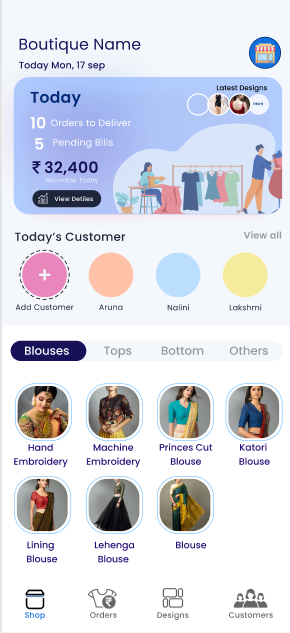 Boutique Name
Today Mon, 17 sep
Latest Designs
Today
More
10 Orders to Deliver
5 Pending Bills
₹ 32,400
Receivable Today
View Detiles
Today's Customer
View all
Add Customer
Aruna
Nalini
Lakshmi
Blouses
Tops
Bottom
Others
Hand
Embroidery
Machine
Embroidery
Princes Cut
Blouse
Katori
Blouse
Lining
Blouse
Lehenga
Blouse
Blouse
Shop
Orders
Designs
Customers